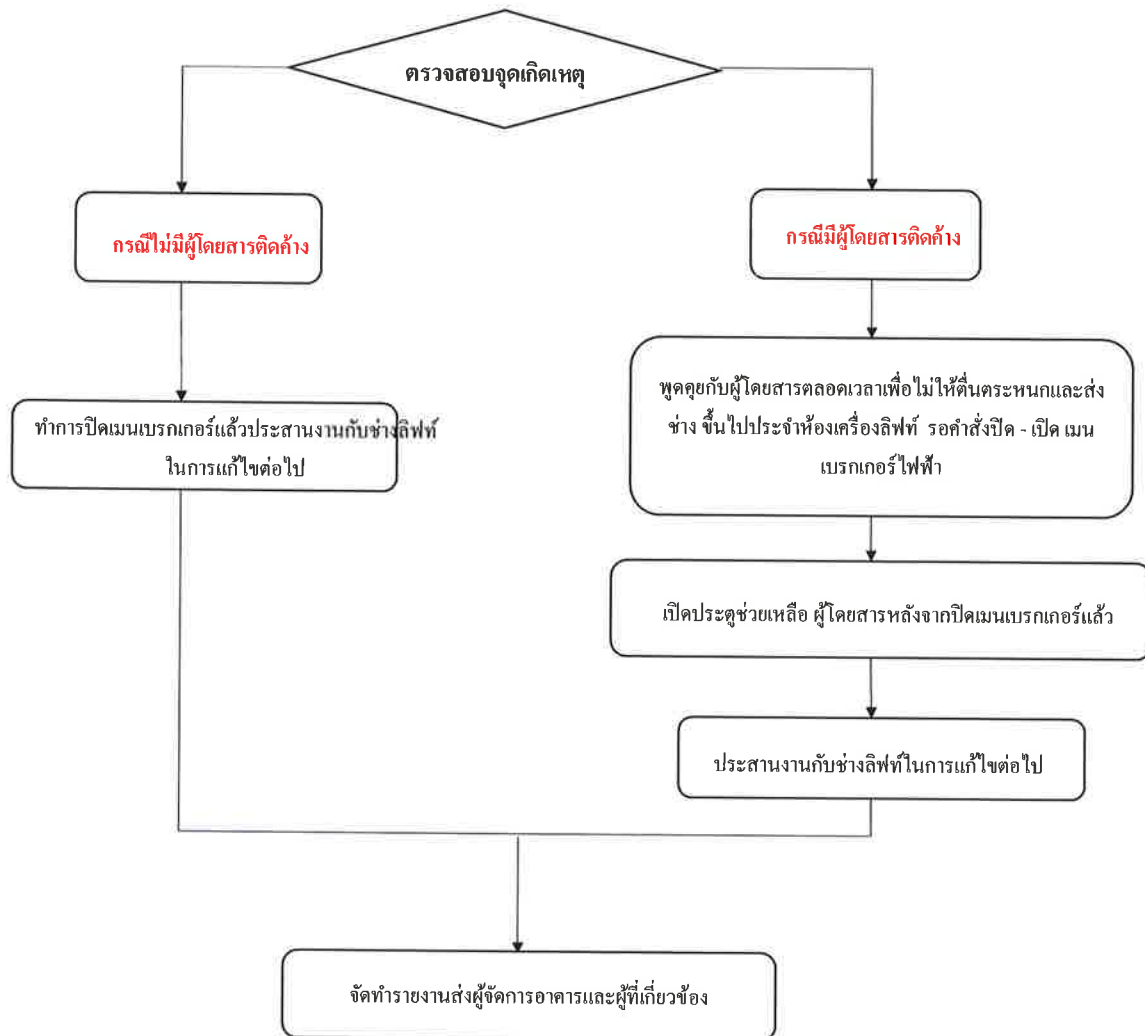 ตรวจสอบจุดเกิดเหตุ
กรณีไม่มีผู้โดยสารติดค้าง
กรณีมีผู้โดยสารติดค้าง
ทำการปิดเมนเบรกเกอร์แล้วประสานงานกับช่างลิฟท์
ในการแก้ไขต่อไป
พูดคุยกับผู้โดยสารตลอดเวลาเพื่อไม่ให้ตื่นตระหนกและส่ง
ช่าง ขึ้นไปประจำห้องเครื่องลิฟท์ รอคำสั่งปิด - เปิด เมน
เบรกเกอร์ไฟฟ้า
เปิดประตูช่วยเหลือ ผู้โดยสารหลังจากปิดเมนเบรกเกอร์แล้ว
ประสานงานกับช่างลิฟท์ในการแก้ไขต่อไป
จัดทำรายงานส่งผู้จัดการอาคารและผู้ที่เกี่ยวข้อง